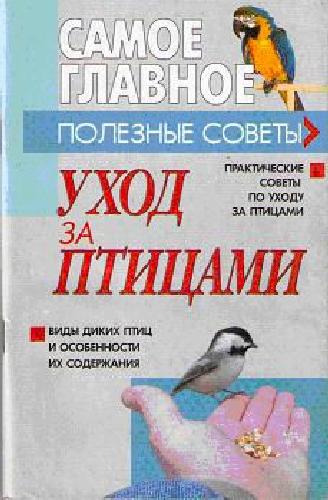 САМОЕ
ГЛАВНОЕ
ПОЛЕЗНЫЕ СОВЕТЫ
ПРАКТИЧЕСКИЕ
СОВЕТЫ
ПО УХОДУ
ЗА ПТИЦАМИ
УХОД
ЗА
ПТИЦАМИ
ВИДЫ ДИКИХ ПТИЦ
И ОСОБЕННОСТИ
ИХ СОДЕРЖАНИЯ